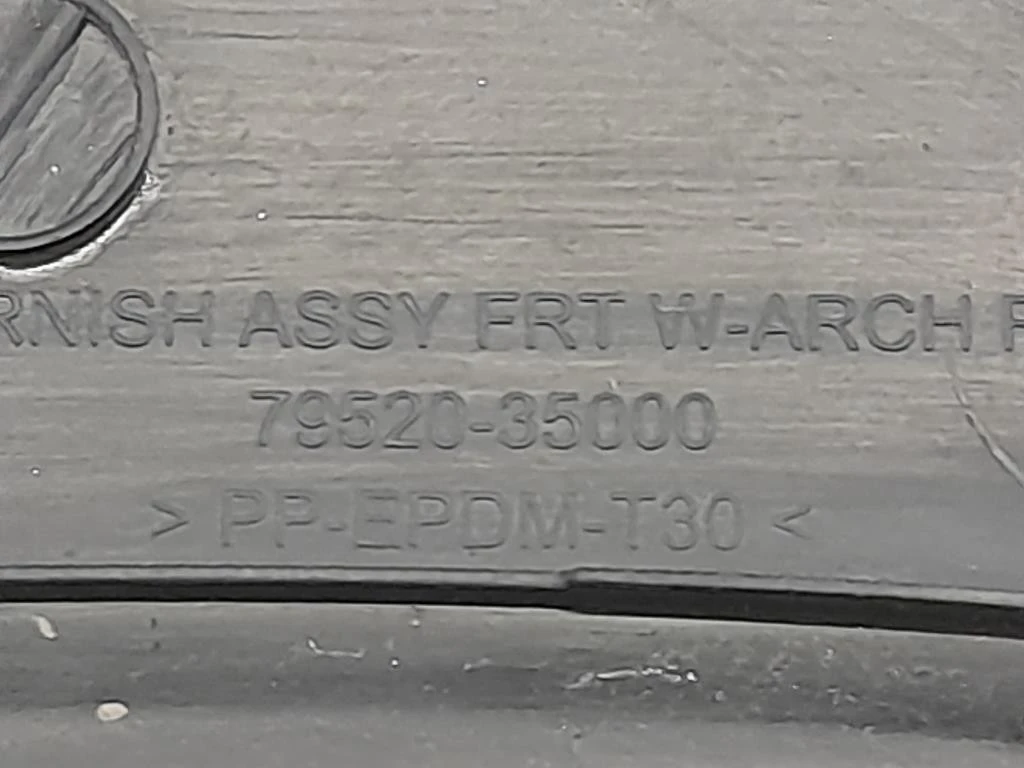 RNISH ASSY FRT W-ARCH R
79520-35000
> PP-EPDM-T30 <